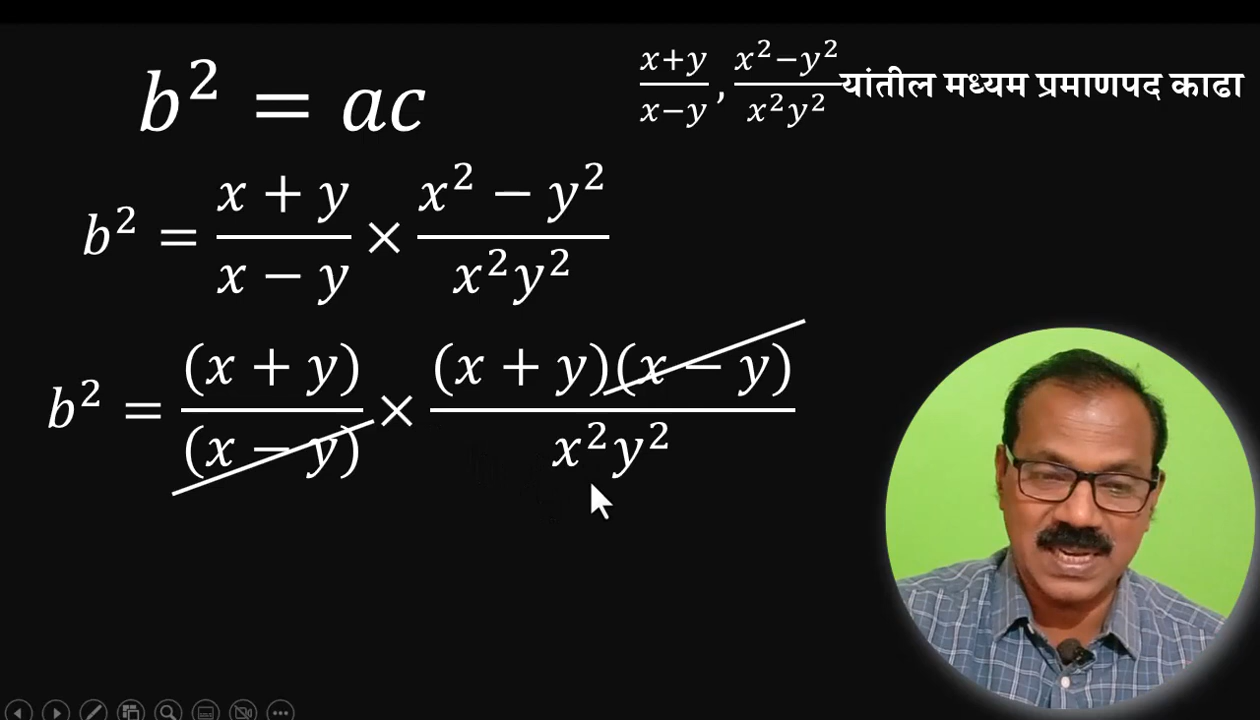 b² = ac
(x+y)/(x−y), (x²−y²)/(x²y²) यांतील मध्यम प्रमाणपद काढा
b² = (x + y)/(x − y) × (x² − y²)/(x²y²)
b² = (x + y)/(x − y) × (x + y)(x − y)/(x²y²)